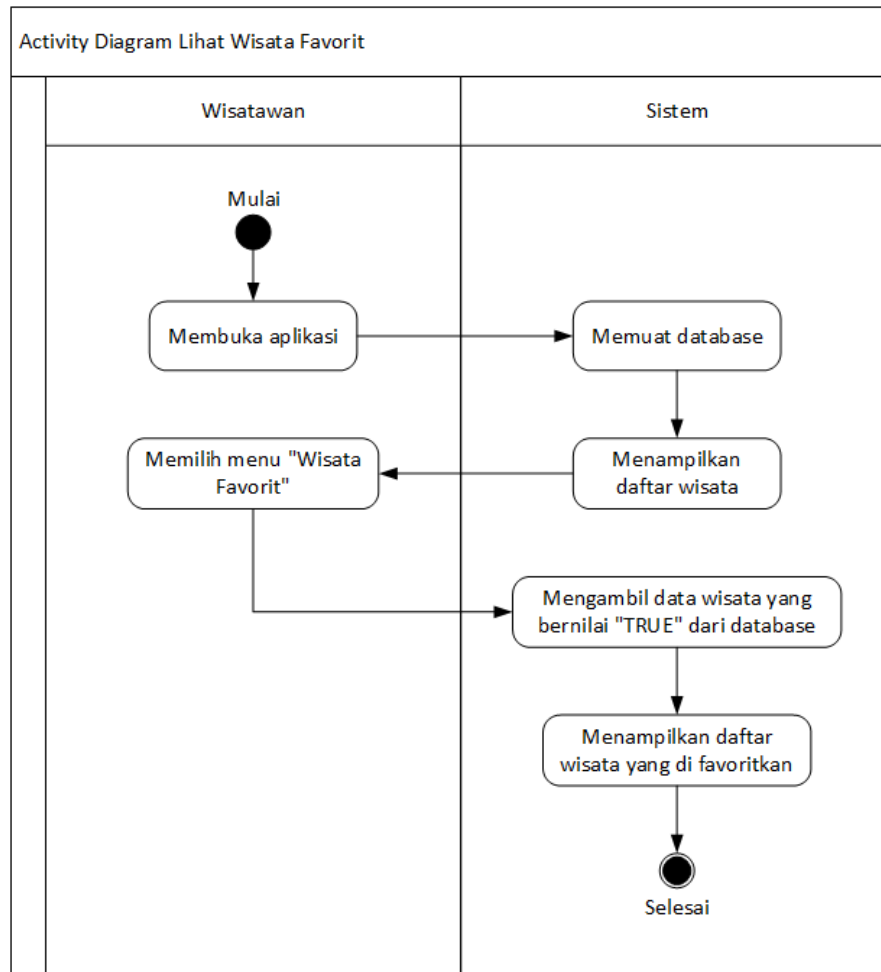 Activity Diagram Lihat Wisata Favorit
Wisatawan
Sistem
Mulai
Membuka aplikasi
Memuat database
Menampilkan
daftar wisata
Memilih menu "Wisata
Favorit"
Mengambil data wisata yang
bernilai "TRUE" dari database
Menampilkan daftar
wisata yang di favoritkan
Selesai